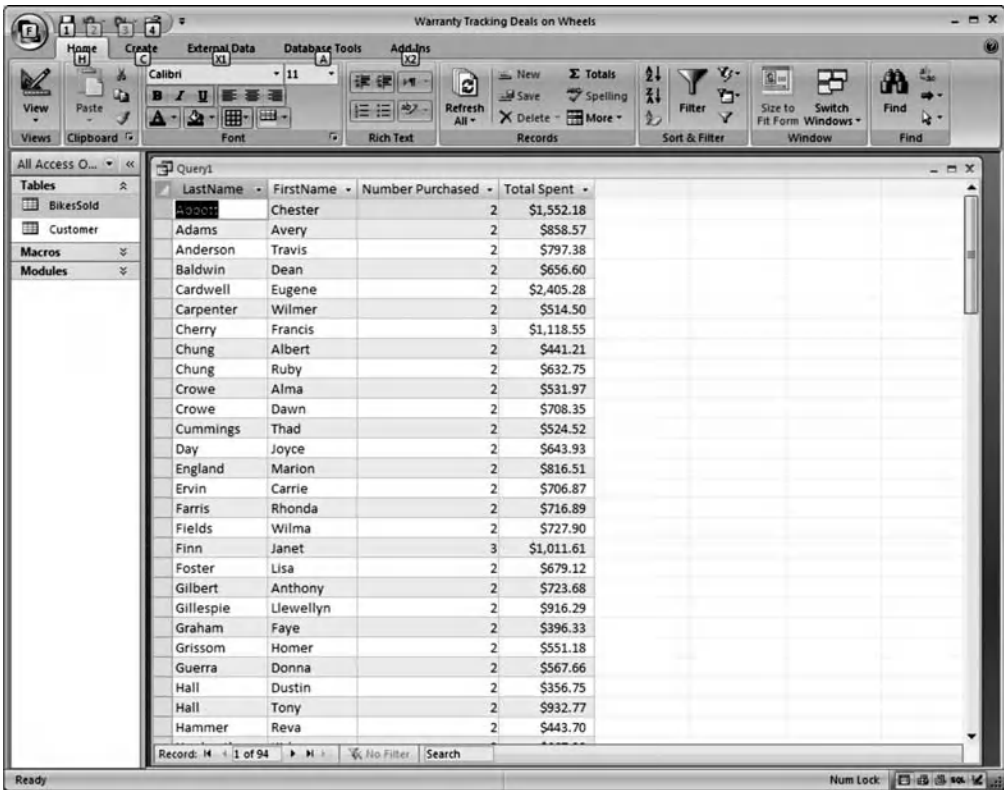 Warranty Tracking Deals on Wheels
F 1 2 3 4
Home Create External Data Database Tools Add-Ins
H C X1 A X2
View Paste Calibri 11 B I U A Refresh All New Save Delete Σ Totals Spelling More Filter Size to Fit Form Switch Windows Find
Views Clipboard Font Rich Text Records Sort & Filter Window Find
All Access O...
Tables
BikesSold
Customer
Macros
Modules
Query1
LastName FirstName Number Purchased Total Spent
Abbott Chester 2 $1,552.18
Adams Avery 2 $858.57
Anderson Travis 2 $797.38
Baldwin Dean 2 $656.60
Cardwell Eugene 2 $2,405.28
Carpenter Wilmer 2 $514.50
Cherry Francis 3 $1,118.55
Chung Albert 2 $441.21
Chung Ruby 2 $632.75
Crowe Alma 2 $531.97
Crowe Dawn 2 $708.35
Cummings Thad 2 $524.52
Day Joyce 2 $643.93
England Marion 2 $816.51
Ervin Carrie 2 $706.87
Farris Rhonda 2 $716.89
Fields Wilma 2 $727.90
Finn Janet 3 $1,011.61
Foster Lisa 2 $679.12
Gilbert Anthony 2 $723.68
Gillespie Llewellyn 2 $916.29
Graham Faye 2 $396.33
Grissom Homer 2 $551.18
Guerra Donna 2 $567.66
Hall Dustin 2 $356.75
Hall Tony 2 $932.77
Hammer Reva 2 $443.70
Record: 1 of 94 No Filter Search
Ready Num Lock SQL